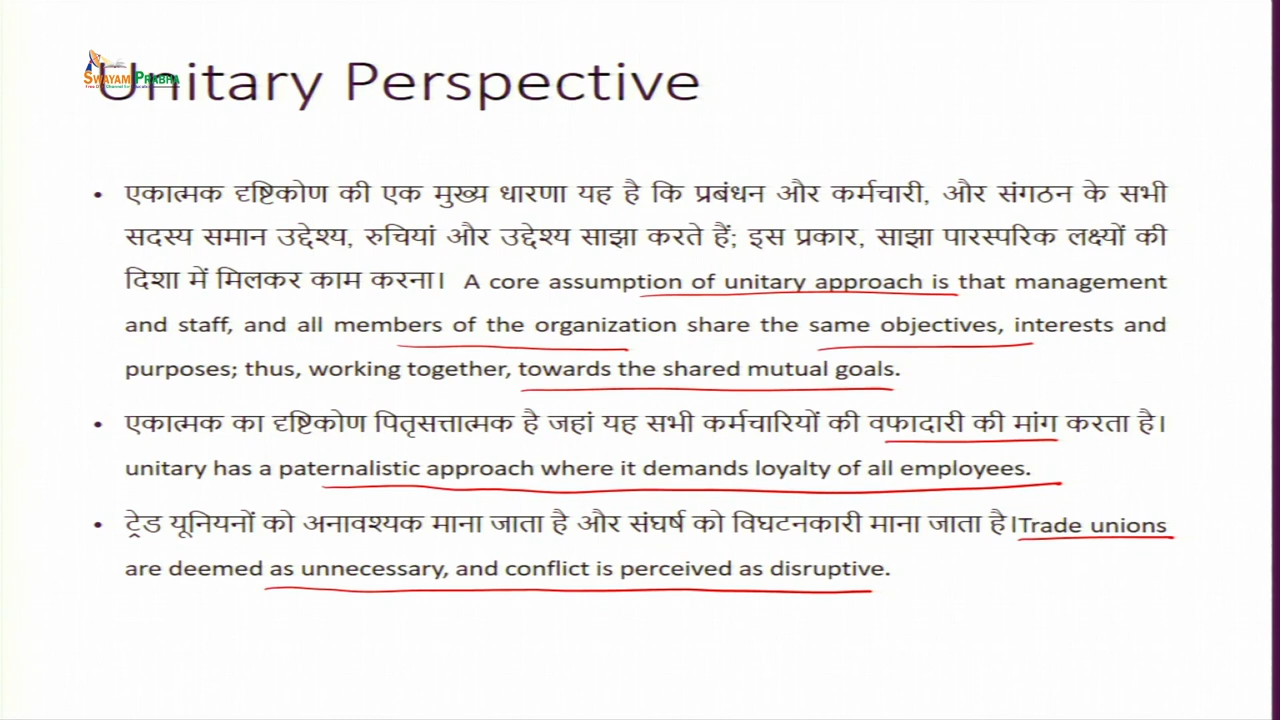 SWAYAM PRABHA
Unitary Perspective
• एकात्मक दृष्टिकोण की एक मुख्य धारणा यह है कि प्रबंधन और कर्मचारी, और संगठन के सभी
सदस्य समान उद्देश्य, रुचियां और उद्देश्य साझा करते हैं; इस प्रकार, साझा पारस्परिक लक्ष्यों की
दिशा में मिलकर काम करना। A core assumption of unitary approach is that management
and staff, and all members of the organization share the same objectives, interests and
purposes; thus, working together, towards the shared mutual goals.
• एकात्मक का दृष्टिकोण पितृसत्तात्मक है जहां यह सभी कर्मचारियों की वफादारी की मांग करता है।
unitary has a paternalistic approach where it demands loyalty of all employees.
• ट्रेड यूनियनों को अनावश्यक माना जाता है और संघर्ष को विघटनकारी माना जाता है।Trade unions
are deemed as unnecessary, and conflict is perceived as disruptive.